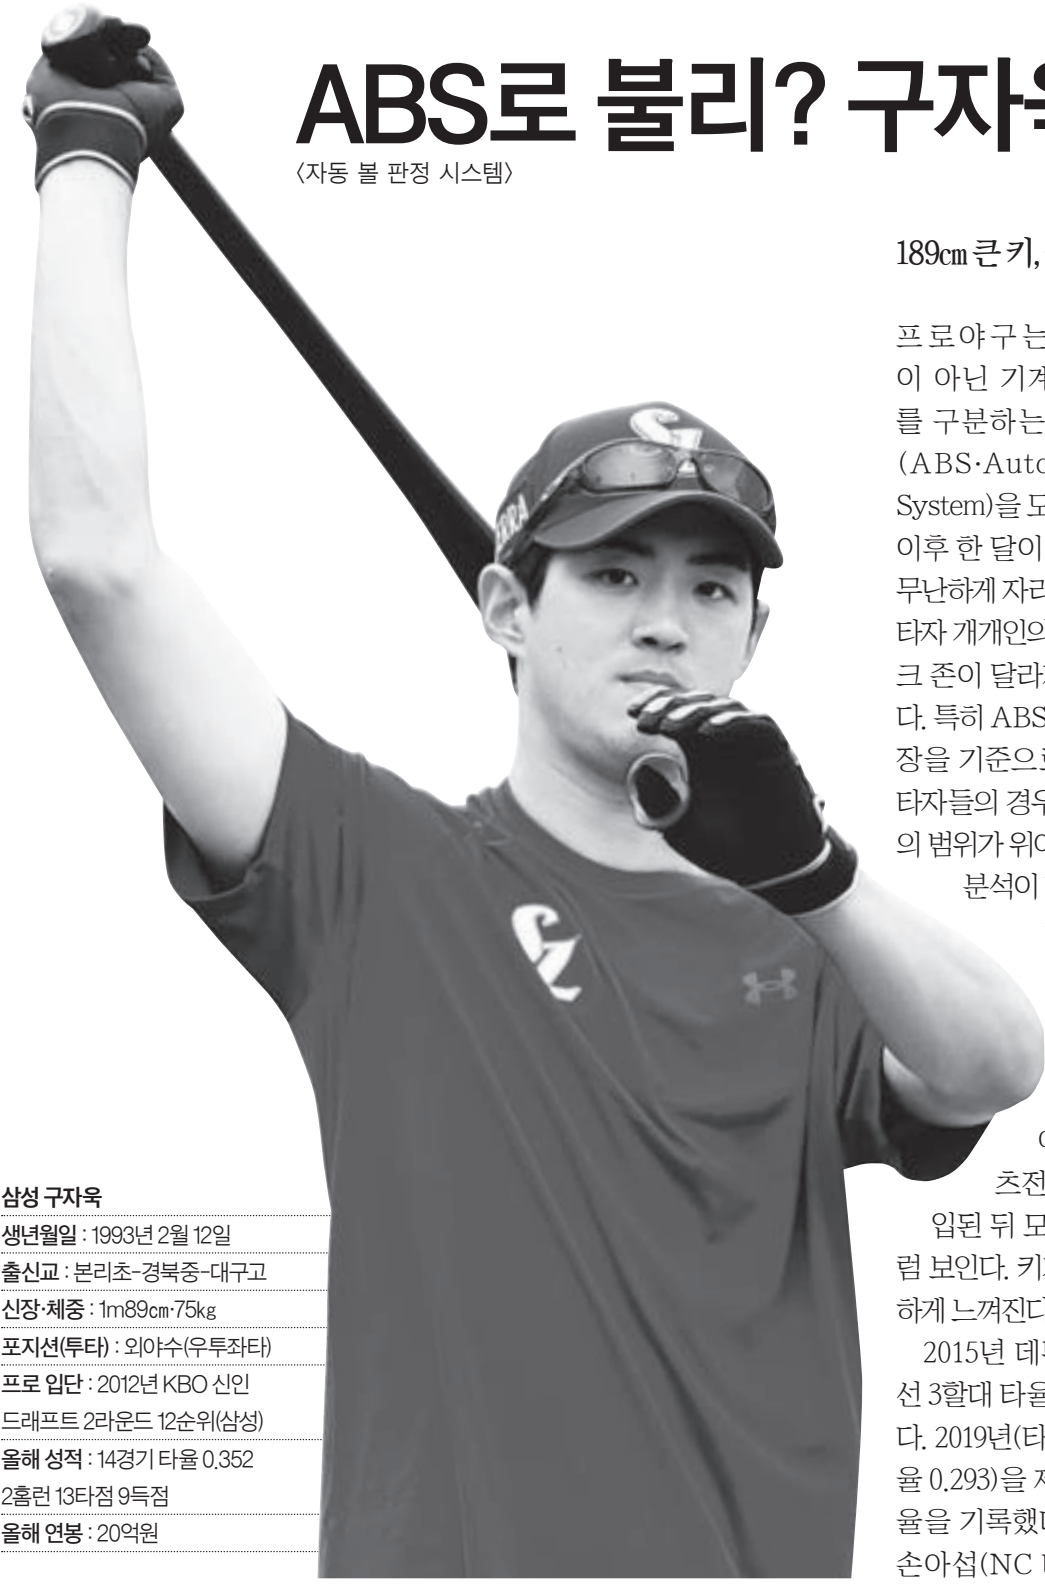 ABS로 불리? 구자욱
〈자동 볼 판정 시스템〉
189㎝ 큰 키,
프로야구는
이 아닌 기계
를 구분하는
(ABS·Auto
System)을 도
이후 한 달이
무난하게 자리
타자 개개인의
크 존이 달라
다. 특히 ABS
장을 기준으로
타자들의 경우
의 범위가 위아
분석이
츠전
입된 뒤 모
럼 보인다. 키
하게 느껴진다
2015년 데뷔
선 3할대 타율
다. 2019년(타
율 0.293)을 제
율을 기록했다
손아섭(NC
삼성 구자욱
생년월일 : 1993년 2월 12일
출신교 : 본리초-경북중-대구고
신장·체중 : 1m89㎝·75㎏
포지션(투타) : 외야수(우투좌타)
프로 입단 : 2012년 KBO 신인
드래프트 2라운드 12순위(삼성)
올해 성적 : 14경기 타율 0.352
2홈런 13타점 9득점
올해 연봉 : 20억원